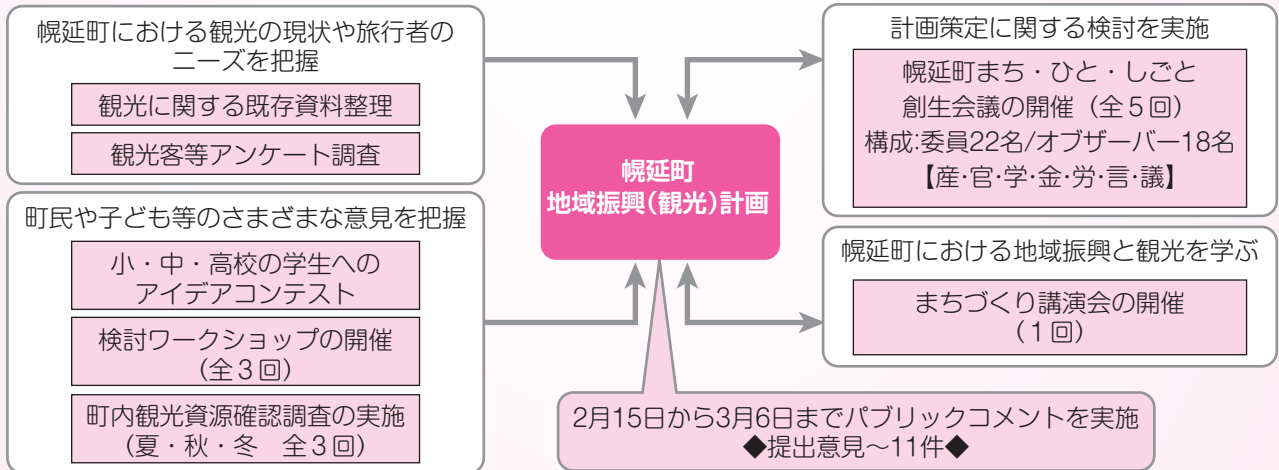 幌延町における観光の現状や旅行者の
ニーズを把握
観光に関する既存資料整理
観光客等アンケート調査
町民や子ども等のさまざまな意見を把握
小・中・高校の学生への
アイデアコンテスト
検討ワークショップの開催
(全３回)
町内観光資源確認調査の実施
(夏・秋・冬　全３回)
幌延町
地域振興(観光)計画
計画策定に関する検討を実施
幌延町まち・ひと・しごと
創生会議の開催（全５回）
構成:委員22名/オブザーバー18名
【産･官･学･金･労･言･議】
幌延町における地域振興と観光を学ぶ
まちづくり講演会の開催
(１回)
2月15日から3月6日までパブリックコメントを実施
◆提出意見～11件◆